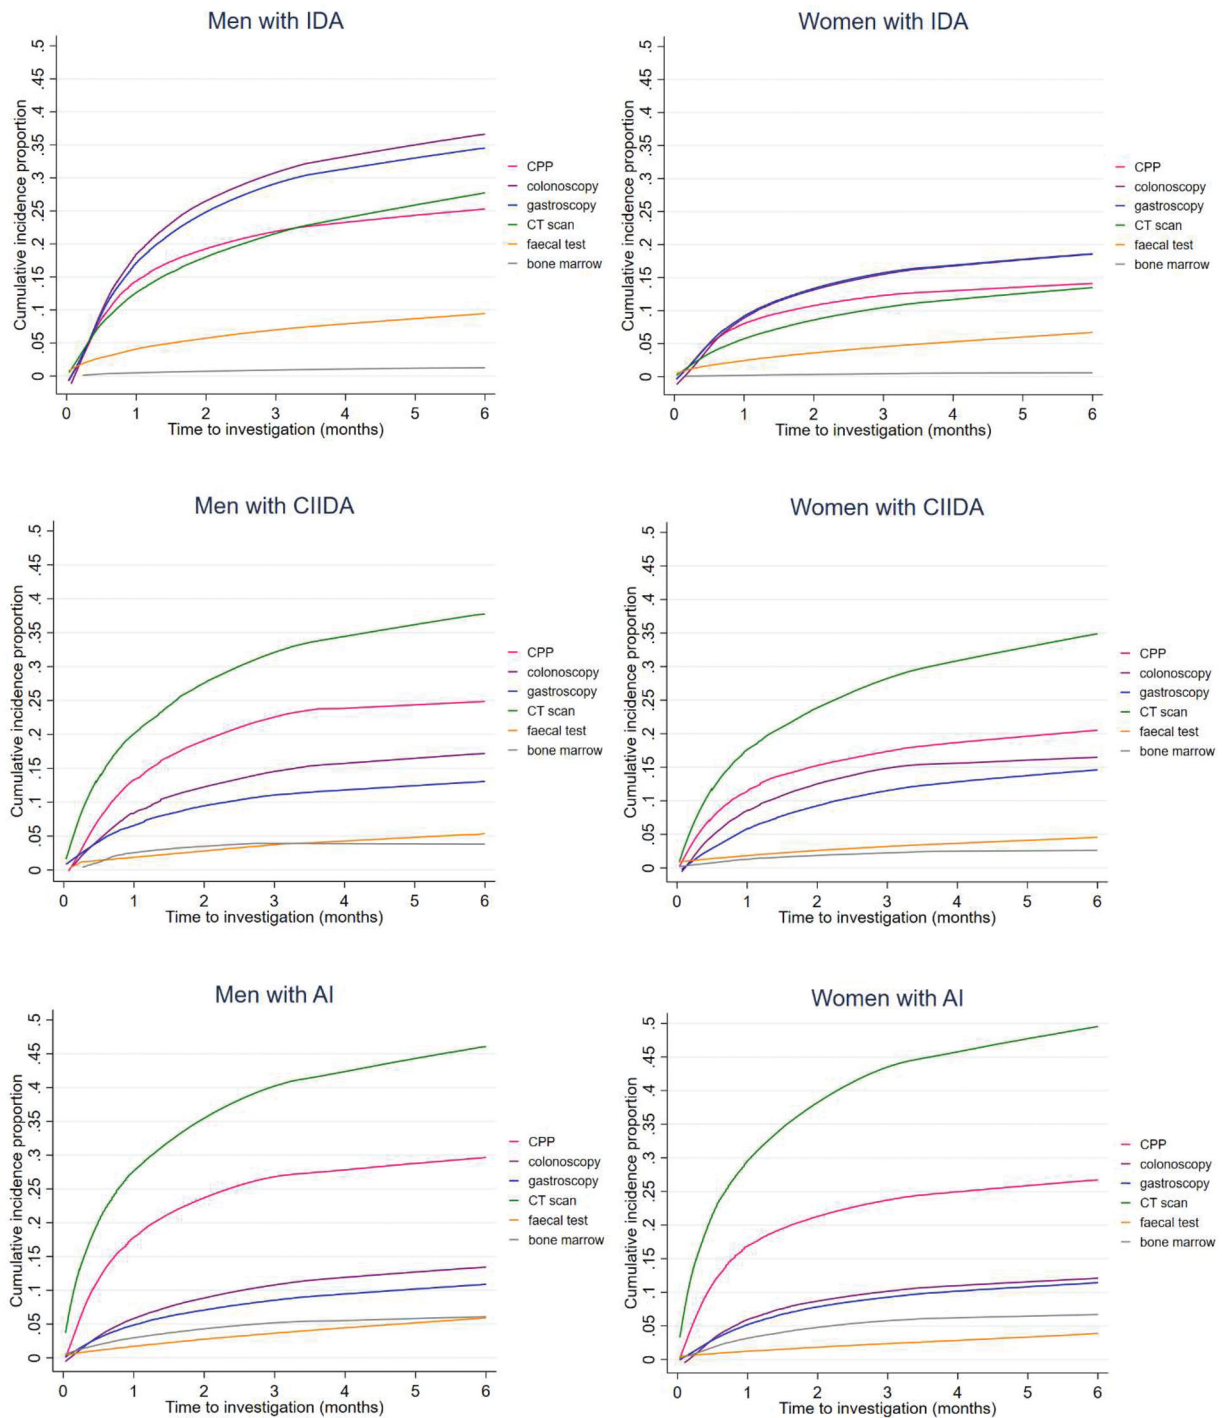 Men with IDA
Cumulative incidence proportion
.5
.45
.4
.35
.3
.25
.2
.15
.1
.05
0
0 1 2 3 4 5 6
Time to investigation (months)
CPP
colonoscopy
gastroscopy
CT scan
faecal test
bone marrow
Women with IDA
Cumulative incidence proportion
.5
.45
.4
.35
.3
.25
.2
.15
.1
.05
0
0 1 2 3 4 5 6
Time to investigation (months)
CPP
colonoscopy
gastroscopy
CT scan
faecal test
bone marrow
Men with CIIDA
Cumulative incidence proportion
.5
.45
.4
.35
.3
.25
.2
.15
.1
.05
0
0 1 2 3 4 5 6
Time to investigation (months)
CPP
colonoscopy
gastroscopy
CT scan
faecal test
bone marrow
Women with CIIDA
Cumulative incidence proportion
.5
.45
.4
.35
.3
.25
.2
.15
.1
.05
0
0 1 2 3 4 5 6
Time to investigation (months)
CPP
colonoscopy
gastroscopy
CT scan
faecal test
bone marrow
Men with AI
Cumulative incidence proportion
.5
.45
.4
.35
.3
.25
.2
.15
.1
.05
0
0 1 2 3 4 5 6
Time to investigation (months)
CPP
colonoscopy
gastroscopy
CT scan
faecal test
bone marrow
Women with AI
Cumulative incidence proportion
.5
.45
.4
.35
.3
.25
.2
.15
.1
.05
0
0 1 2 3 4 5 6
Time to investigation (months)
CPP
colonoscopy
gastroscopy
CT scan
faecal test
bone marrow